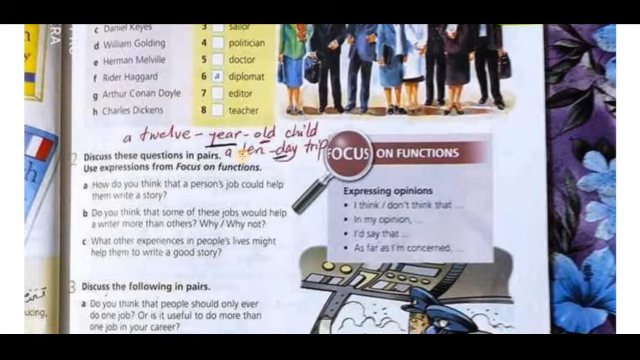 c Daniel Keyes 3 sailor
d William Golding 4 politician
e Herman Melville 5 doctor
f Rider Haggard 6 a diplomat
g Arthur Conan Doyle 7 editor
h Charles Dickens 8 teacher
a twelve-year-old child
a ten-day trip
2 Discuss these questions in pairs.
Use expressions from Focus on functions.
a How do you think that a person's job could help
them write a story?
b Do you think that some of these jobs would help
a writer more than others? Why / Why not?
c What other experiences in people's lives might
help them to write a good story?
3 Discuss the following in pairs.
a Do you think that people should only ever
do one job? Or is it useful to do more than
one job in your career?
FOCUS ON FUNCTIONS
Expressing opinions
• I think / don't think that ...
• In my opinion, ...
• I'd say that ...
• As far as I'm concerned, ...
ucing,